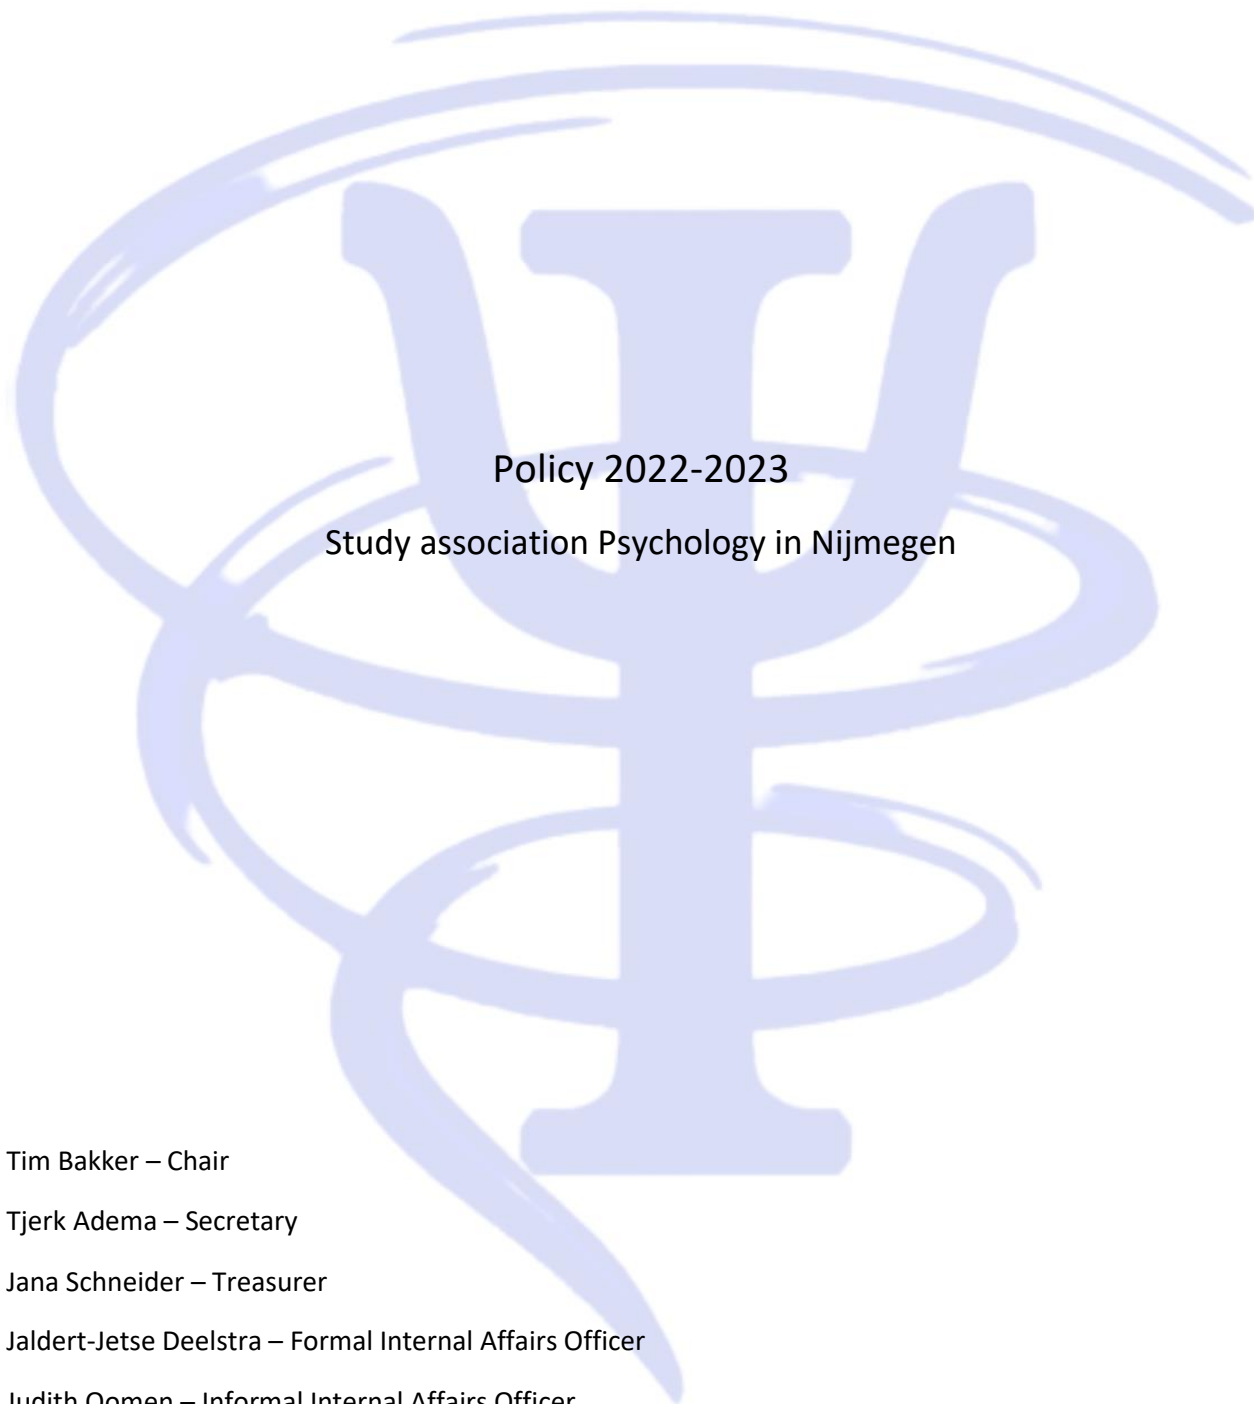 Policy 2022-2023
Study association Psychology in Nijmegen
Tim Bakker – Chair
Tjerk Adema – Secretary
Jana Schneider – Treasurer
Jaldert-Jetse Deelstra – Formal Internal Affairs Officer
Judith Oomen – Informal Internal Affairs Officer